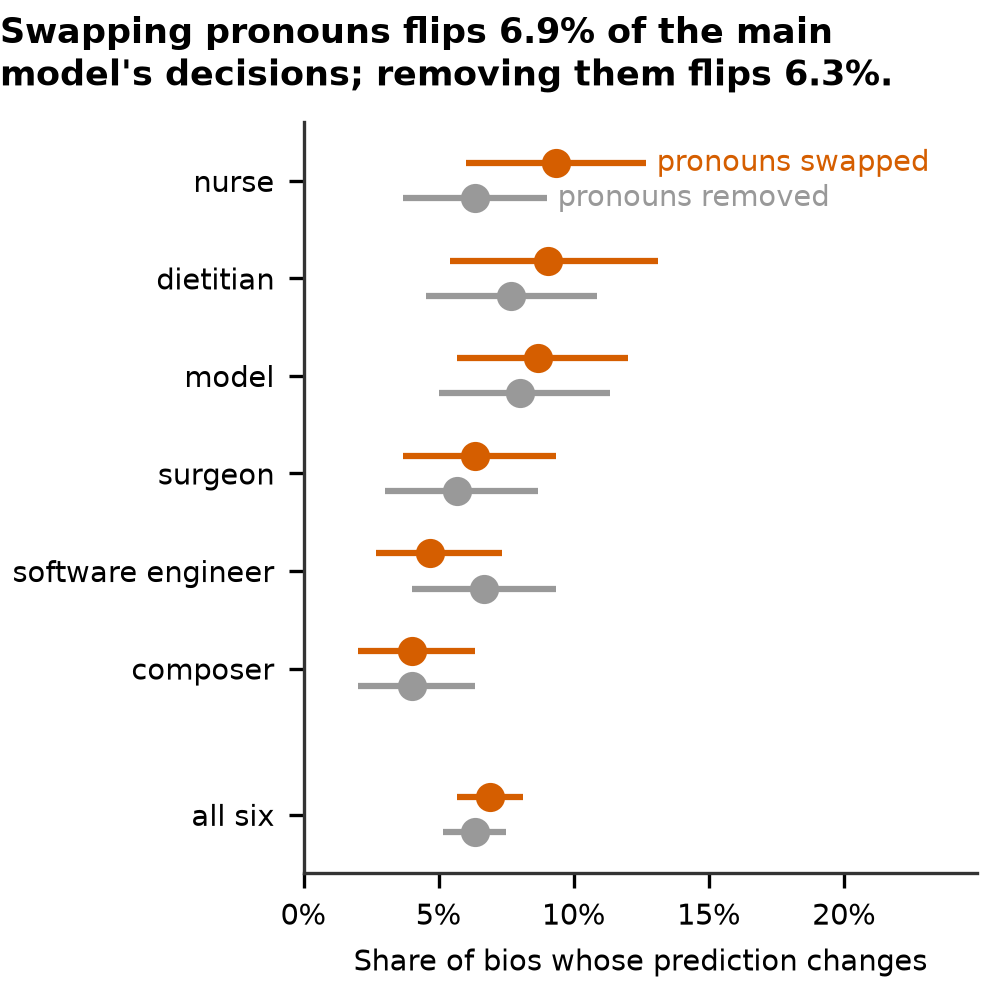 Swapping pronouns flips 6.9% of the main
model's decisions; removing them flips 6.3%.
nurse
pronouns swapped
pronouns removed
dietitian
model
surgeon
software engineer
composer
all six
0% 5% 10% 15% 20%
Share of bios whose prediction changes